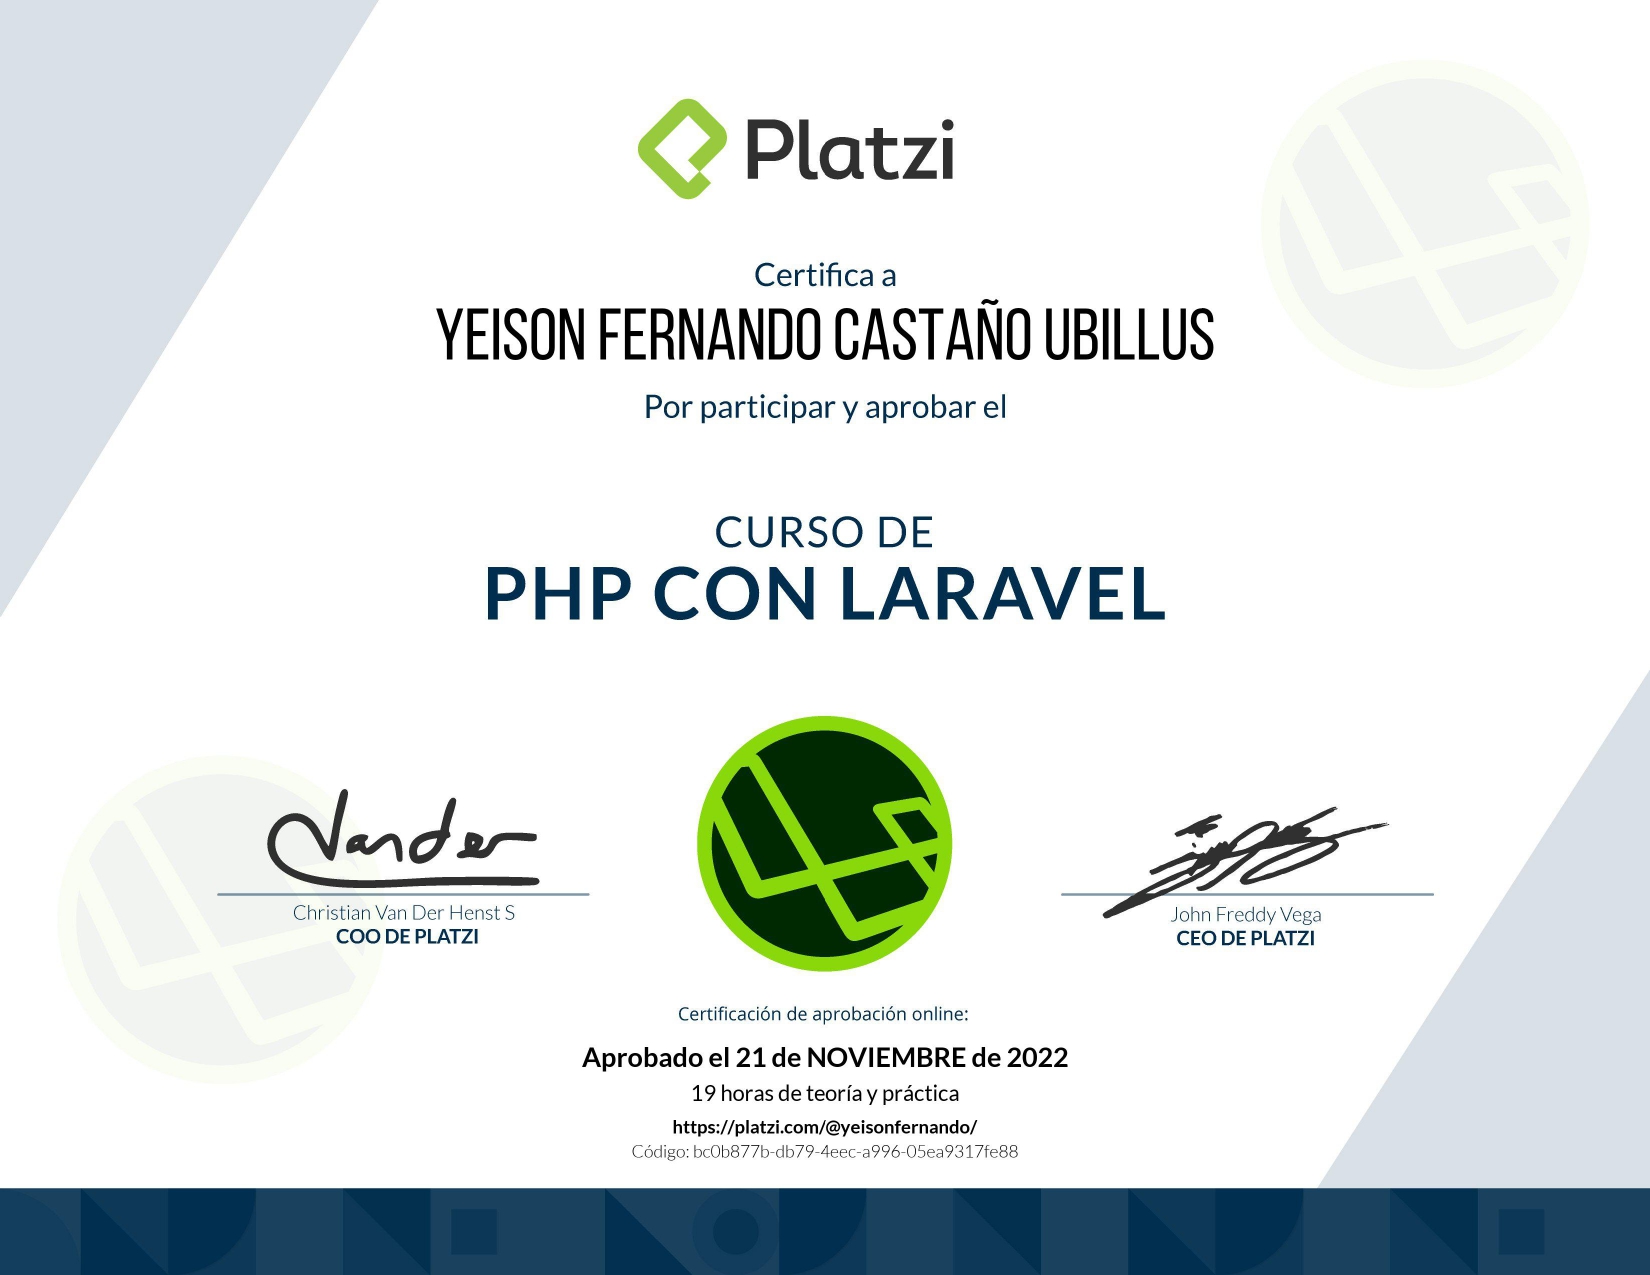 Platzi
Certifica a
YEISON FERNANDO CASTAÑO UBILLUS
Por participar y aprobar el
CURSO DE
PHP CON LARAVEL
Vander
Christian Van Der Henst S
COO DE PLATZI
John Freddy Vega
CEO DE PLATZI
Certificación de aprobación online:
Aprobado el 21 de NOVIEMBRE de 2022
19 horas de teoría y práctica
https://platzi.com/@yeisonfernando/
Código: bc0b877b-db79-4eec-a996-05ea9317fe88